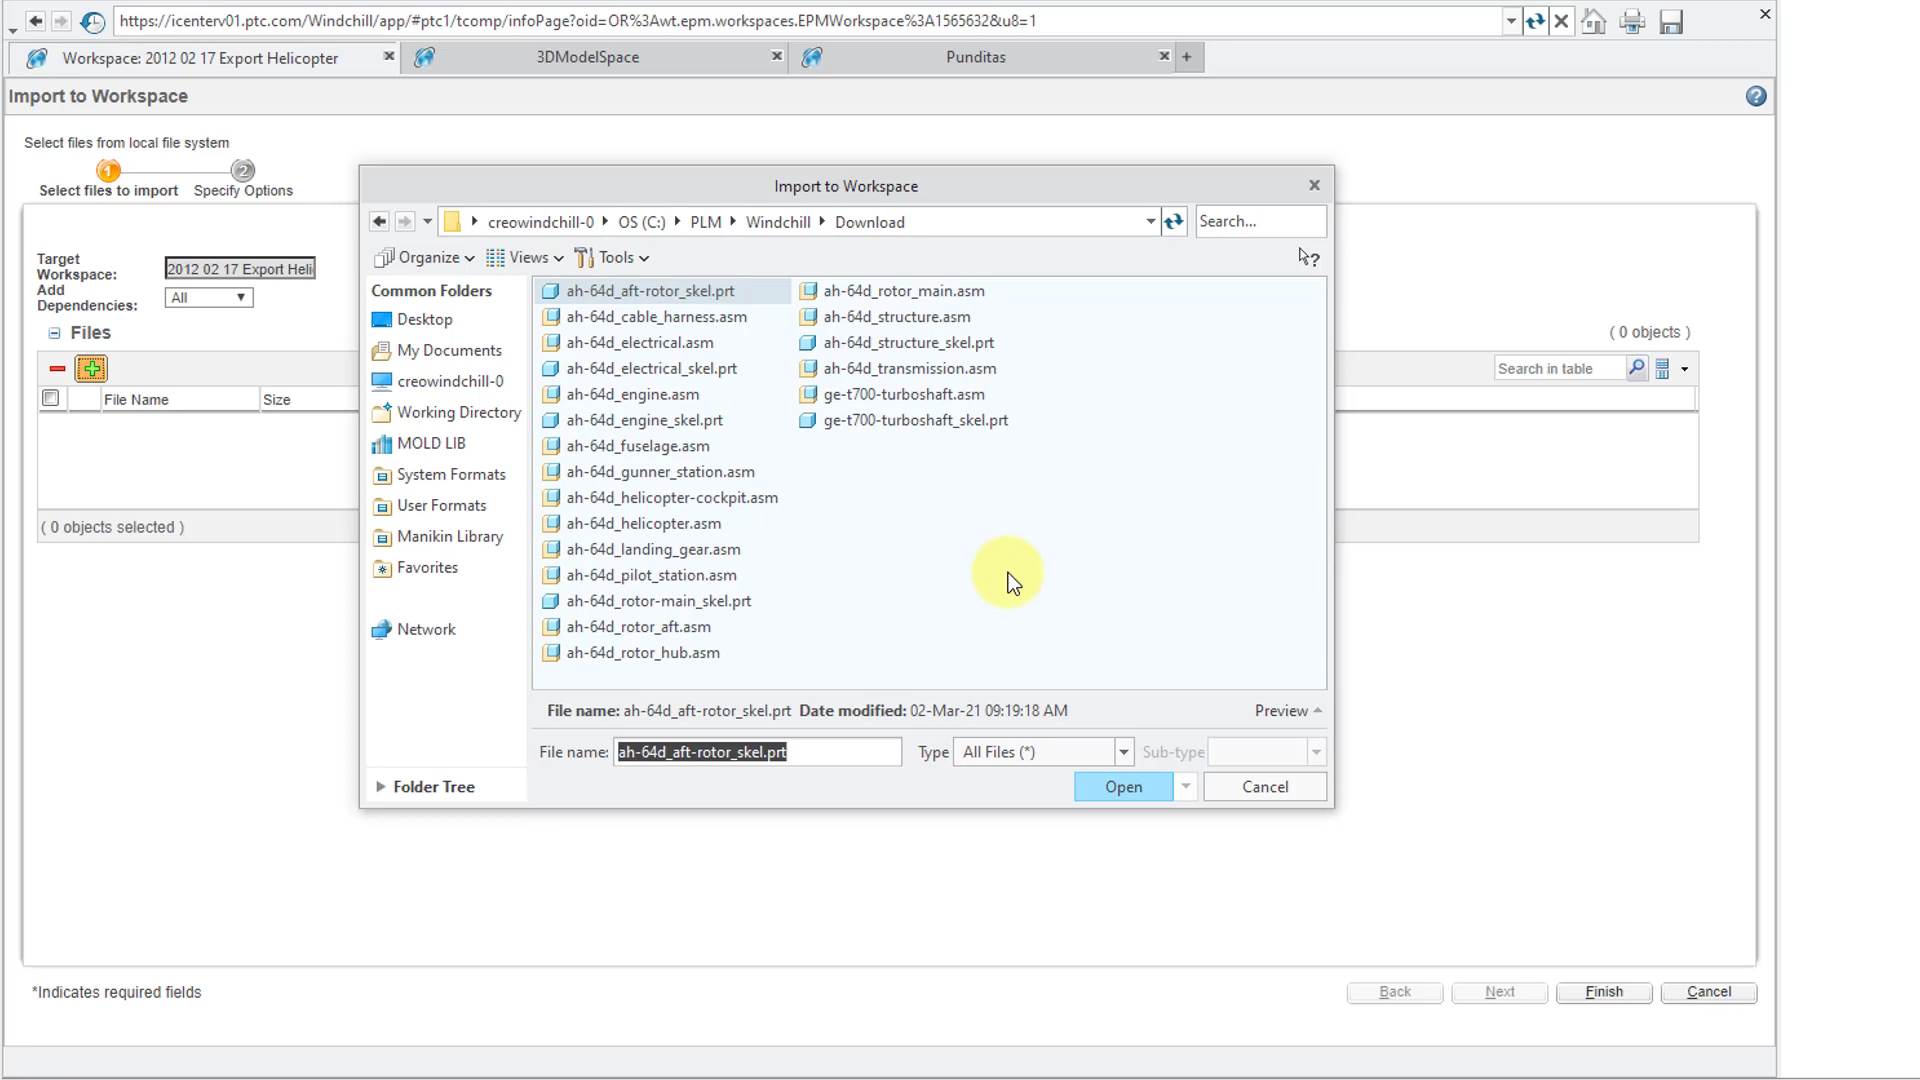 https://icenterv01.ptc.com/Windchill/app/#ptc1/tcomp/infoPage?oid=OR%3Awt.epm.workspaces.EPMWorkspace%3A1565632&u8=1
Workspace: 2012 02 17 Export Helicopter
3DModelSpace
Punditas
Import to Workspace
Select files from local file system
1
2
Select files to import
Specify Options
Target Workspace:
2012 02 17 Export Heli
Add Dependencies:
All
Files
( 0 objects )
Search in table
File Name
Size
( 0 objects selected )
Import to Workspace
creowindchill-0
OS (C:)
PLM
Windchill
Download
Search...
Organize
Views
Tools
Common Folders
Desktop
My Documents
creowindchill-0
Working Directory
MOLD LIB
System Formats
User Formats
Manikin Library
Favorites
Network
Folder Tree
ah-64d_aft-rotor_skel.prt
ah-64d_cable_harness.asm
ah-64d_electrical.asm
ah-64d_electrical_skel.prt
ah-64d_engine.asm
ah-64d_engine_skel.prt
ah-64d_fuselage.asm
ah-64d_gunner_station.asm
ah-64d_helicopter-cockpit.asm
ah-64d_helicopter.asm
ah-64d_landing_gear.asm
ah-64d_pilot_station.asm
ah-64d_rotor-main_skel.prt
ah-64d_rotor_aft.asm
ah-64d_rotor_hub.asm
ah-64d_rotor_main.asm
ah-64d_structure.asm
ah-64d_structure_skel.prt
ah-64d_transmission.asm
ge-t700-turboshaft.asm
ge-t700-turboshaft_skel.prt
File name: ah-64d_aft-rotor_skel.prt Date modified: 02-Mar-21 09:19:18 AM
Preview
File name: ah-64d_aft-rotor_skel.prt
Type All Files (*)
Sub-type
Open
Cancel
*Indicates required fields
Back
Next
Finish
Cancel